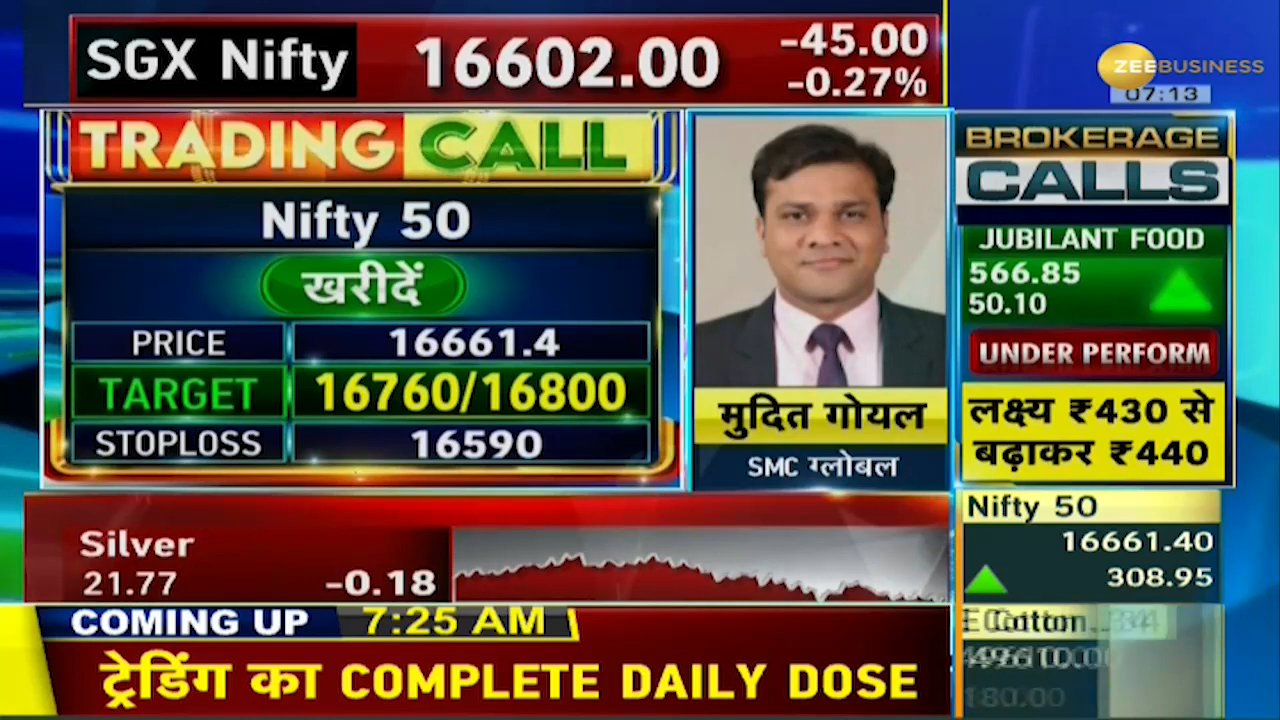 SGX Nifty 16602.00 -45.00
-0.27%
ZEEBUSINESS
07:13
TRADING CALL
Nifty 50
खरीदें
PRICE 16661.4
TARGET 16760/16800
STOPLOSS 16590
मुदित गोयल
SMC ग्लोबल
BROKERAGE
CALLS
JUBILANT FOOD
566.85
50.10
UNDER PERFORM
लक्ष्य ₹430 से
बढ़ाकर ₹440
Nifty 50
16661.40
308.95
Silver
21.77 -0.18
COMING UP 7:25 AM
ट्रेडिंग का COMPLETE DAILY DOSE
Cotton
180.00